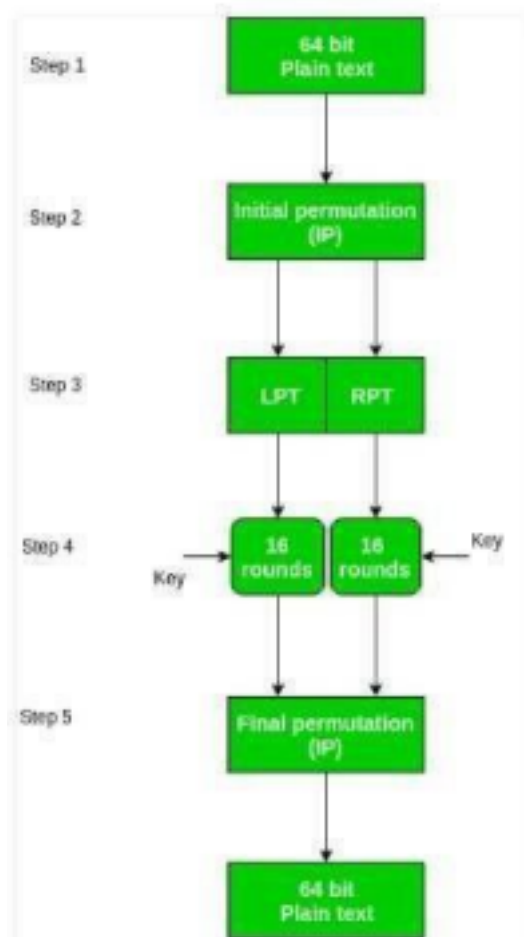 Step 1
64 bit
Plain text
Step 2
Initial permutation
(IP)
Step 3
LPT
RPT
Step 4
Key
16
rounds
16
rounds
Key
Step 5
Final permutation
(IP)
64 bit
Plain text